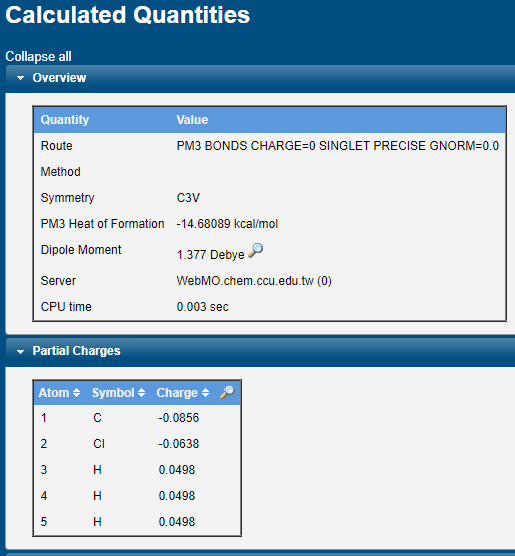 Calculated Quantities
Collapse all
Overview
Quantity Value
Route PM3 BONDS CHARGE=0 SINGLET PRECISE GNORM=0.0
Method
Symmetry C3V
PM3 Heat of Formation -14.68089 kcal/mol
Dipole Moment 1.377 Debye
Server WebMO.chem.ccu.edu.tw (0)
CPU time 0.003 sec
Partial Charges
Atom Symbol Charge
1 C -0.0856
2 Cl -0.0638
3 H 0.0498
4 H 0.0498
5 H 0.0498